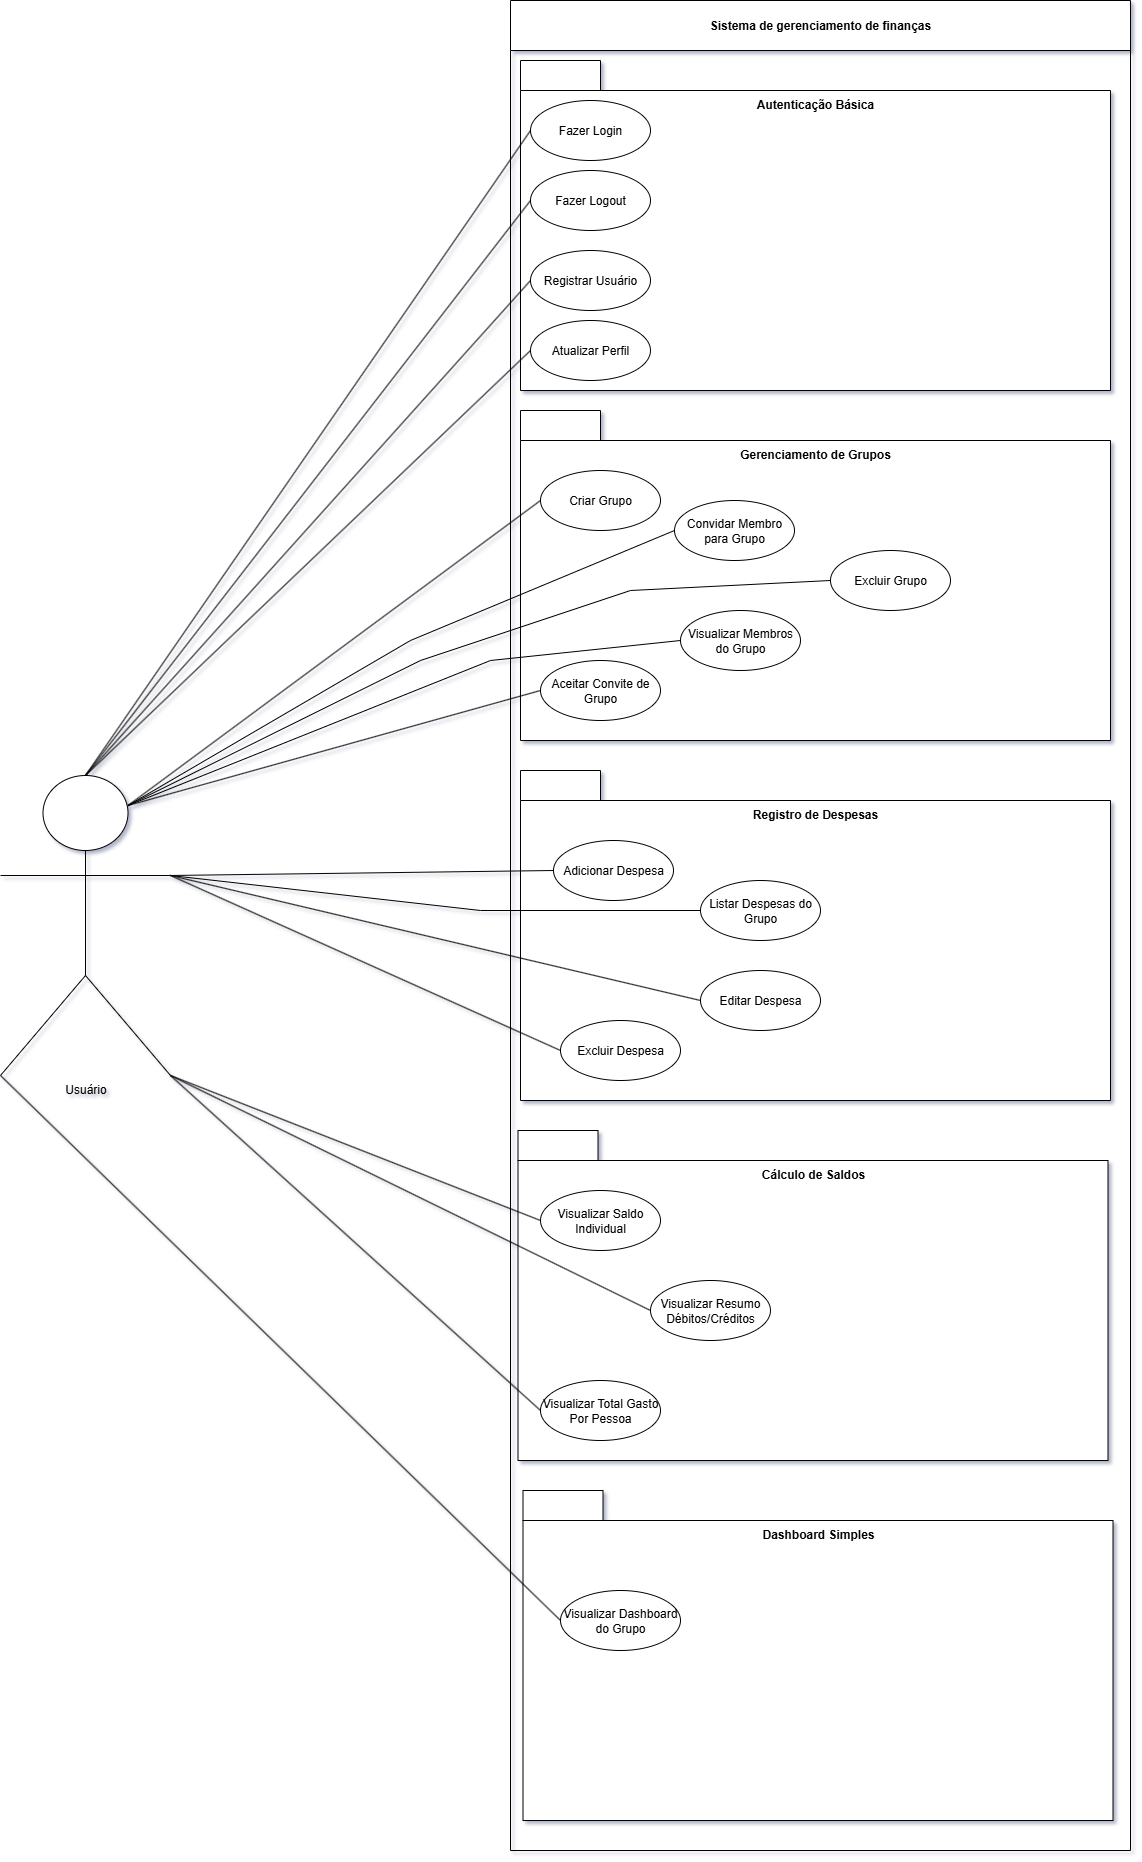 Sistema de gerenciamento de finanças
Autenticação Básica
Fazer Login
Fazer Logout
Registrar Usuário
Atualizar Perfil
Gerenciamento de Grupos
Criar Grupo
Convidar Membro
para Grupo
Excluir Grupo
Visualizar Membros
do Grupo
Aceitar Convite de
Grupo
Registro de Despesas
Adicionar Despesa
Listar Despesas do
Grupo
Editar Despesa
Excluir Despesa
Usuário
Cálculo de Saldos
Visualizar Saldo
Individual
Visualizar Resumo
Débitos/Créditos
Visualizar Total Gasto
Por Pessoa
Dashboard Simples
Visualizar Dashboard
do Grupo